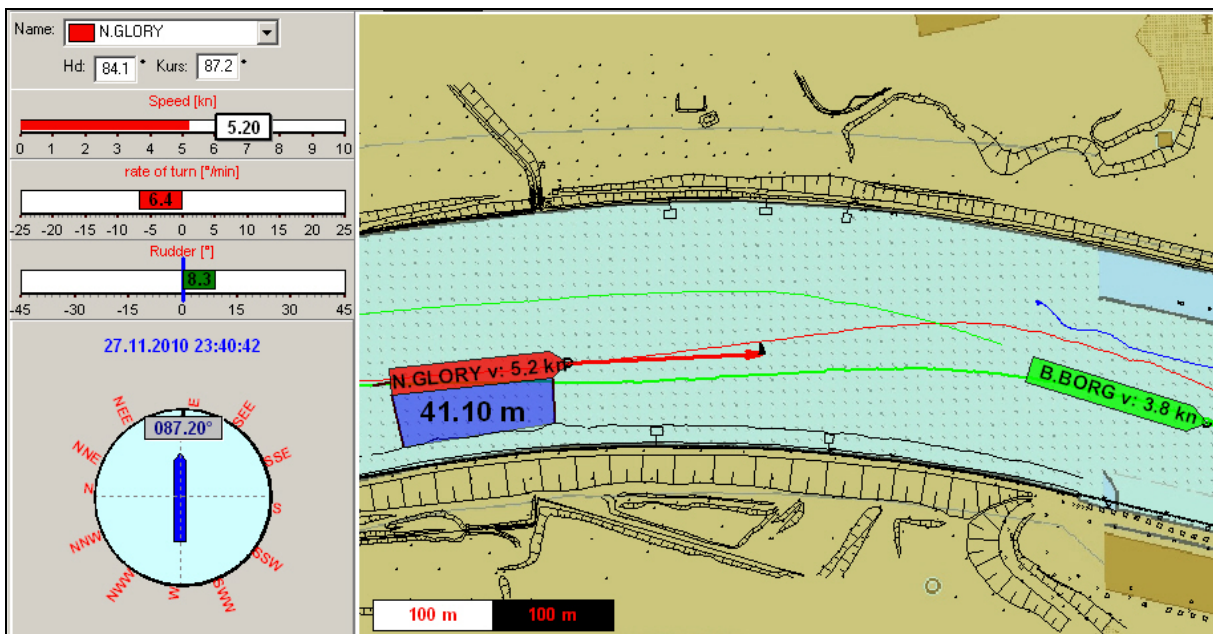 Name: N.GLORY
Hd: 84.1 ° Kurs: 87.2 °
Speed [kn]
5.20
0 1 2 3 4 5 6 7 8 9 10
rate of turn [°/min]
6.4
-25 -20 -15 -10 -5 0 5 10 15 20 25
Rudder [°]
8.3
-45 -30 -15 0 15 30 45
27.11.2010 23:40:42
087.20°
E
SEE
SSE
S
SSW
SWW
W
NWW
NNW
N
NNE
NEE
N.GLORY v: 5.2 kn
41.10 m
B.BORG v: 3.8 kn
100 m 100 m